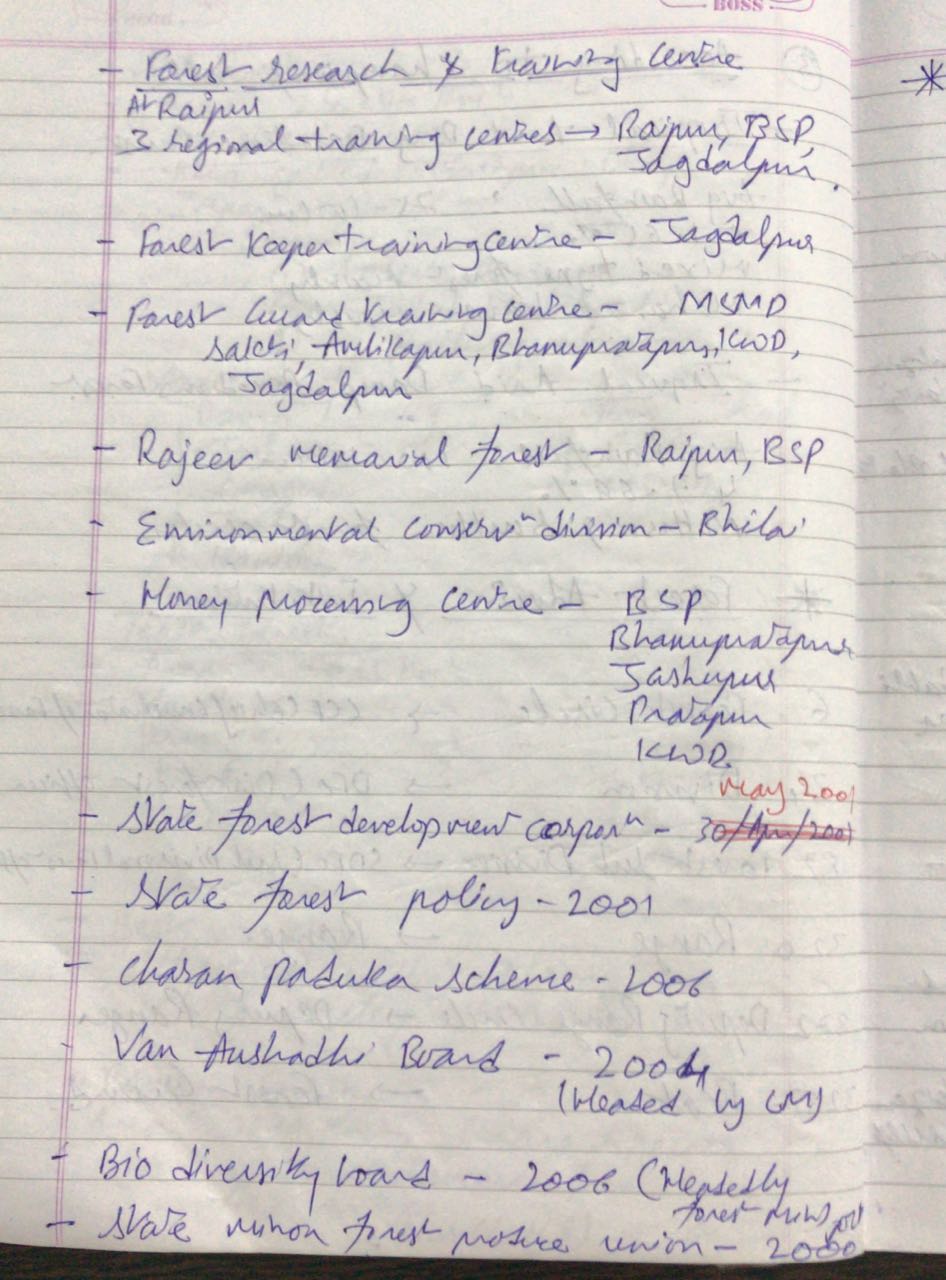 BOSS
- Forest research & training centre
At Raipur
3 regional training centres → Raipur, BSP,
Jagdalpur.
- Forest Keeper training centre - Jagdalpur
- Forest Guard training centre - MSMD
Sakti, Ambikapur, Bhanupratapur, KWD,
Jagdalpur
- Rajeev memorial forest - Raipur, BSP
- Environmental conservⁿ division - Bhilai
- Honey processing centre - BSP
Bhanupratapur
Jashupur
Pratapur
KWD
May 2001
- State forest development corporⁿ - 30/Apr/2001
- State forest policy - 2001
- Charan Paduka scheme - 2006
- Van Aushadhi Board - 2004
(Headed by CM)
- Bio diversity board - 2006 (Headed by
forest
- State minor forest produce union - 2000
*